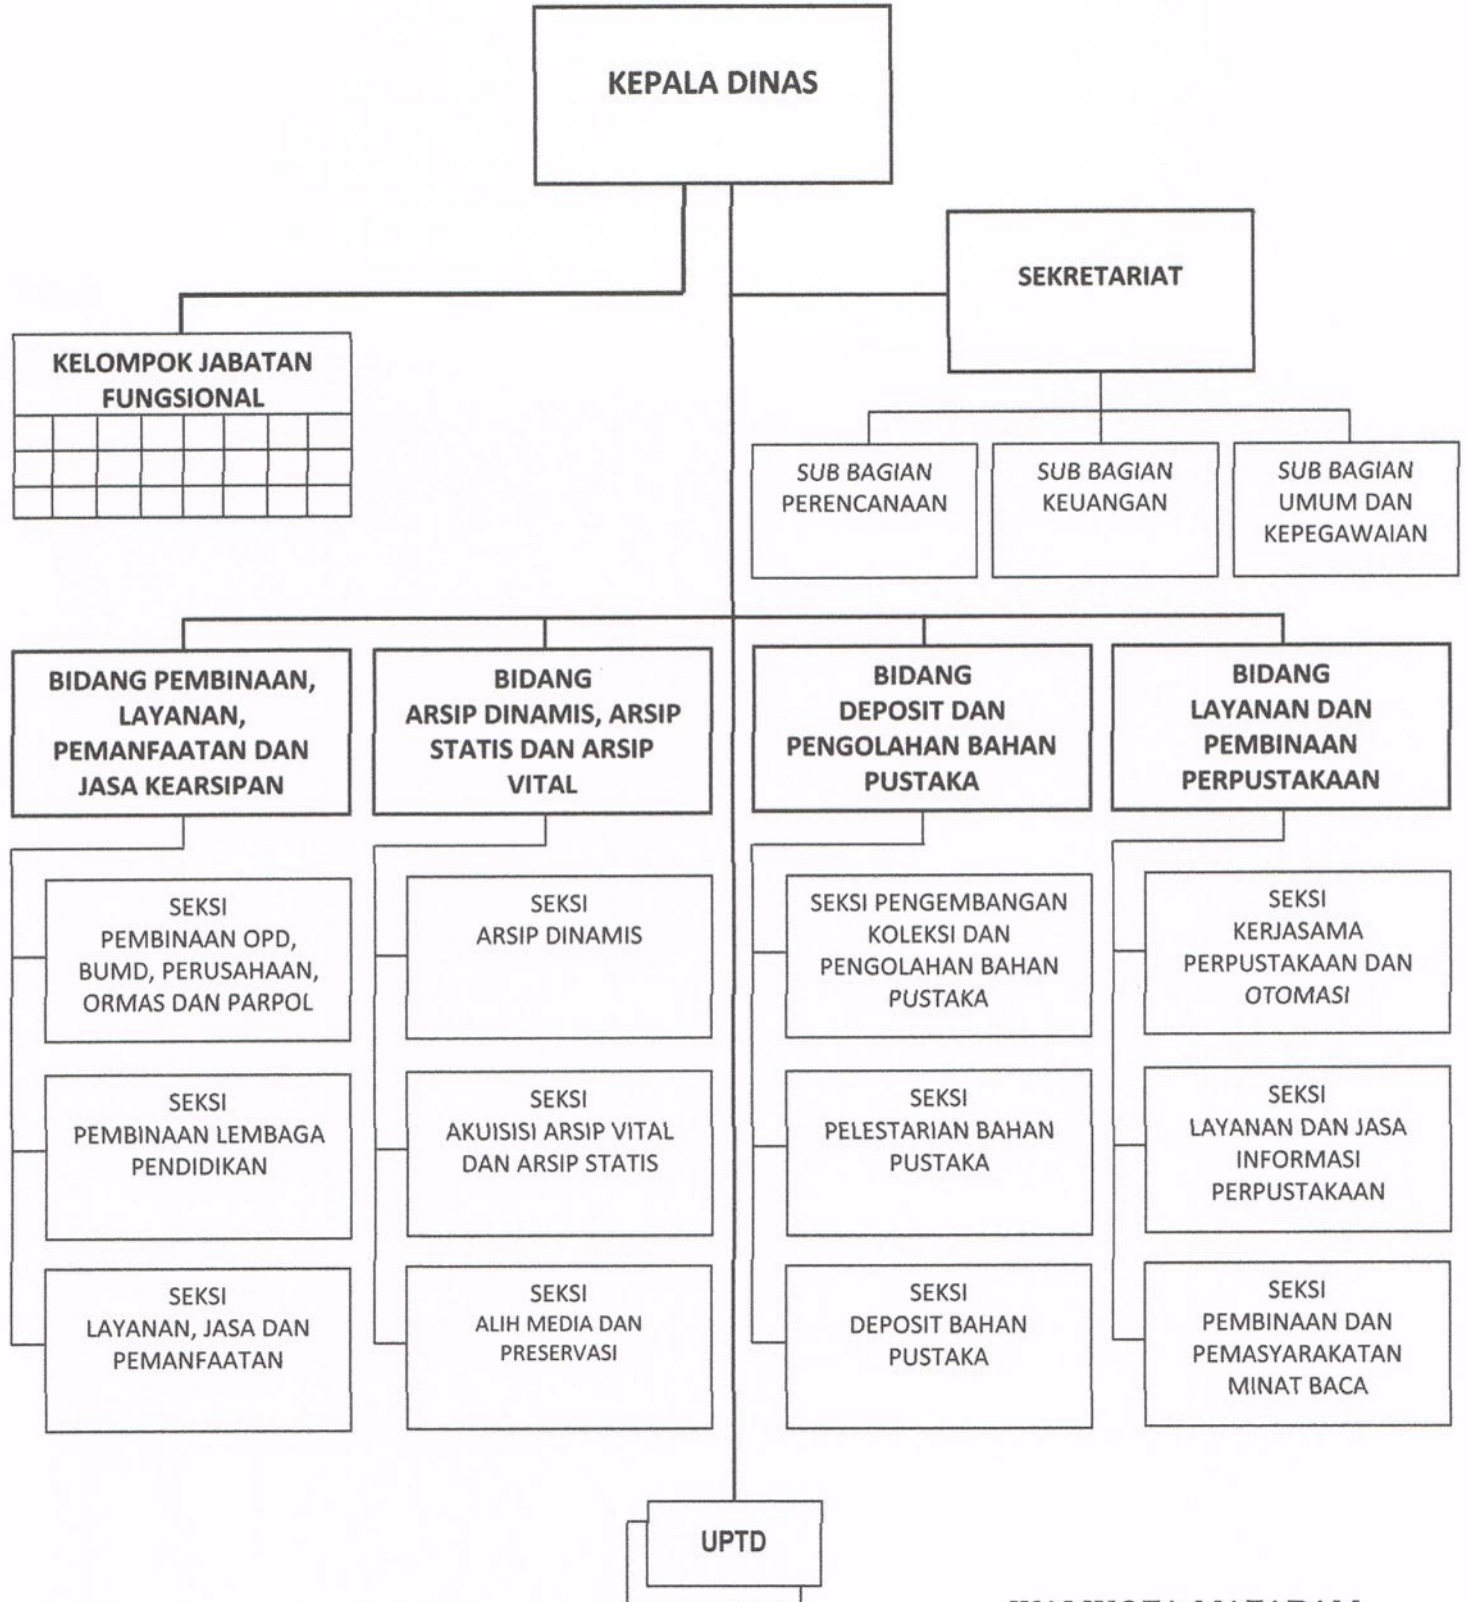 KEPALA DINAS
SEKRETARIAT
KELOMPOK JABATAN
FUNGSIONAL
SUB BAGIAN
PERENCANAAN
SUB BAGIAN
KEUANGAN
SUB BAGIAN
UMUM DAN
KEPEGAWAIAN
BIDANG PEMBINAAN,
LAYANAN,
PEMANFAATAN DAN
JASA KEARSIPAN
BIDANG
ARSIP DINAMIS, ARSIP
STATIS DAN ARSIP
VITAL
BIDANG
DEPOSIT DAN
PENGOLAHAN BAHAN
PUSTAKA
BIDANG
LAYANAN DAN
PEMBINAAN
PERPUSTAKAAN
SEKSI
PEMBINAAN OPD,
BUMD, PERUSAHAAN,
ORMAS DAN PARPOL
SEKSI
ARSIP DINAMIS
SEKSI PENGEMBANGAN
KOLEKSI DAN
PENGOLAHAN BAHAN
PUSTAKA
SEKSI
KERJASAMA
PERPUSTAKAAN DAN
OTOMASI
SEKSI
PEMBINAAN LEMBAGA
PENDIDIKAN
SEKSI
AKUISISI ARSIP VITAL
DAN ARSIP STATIS
SEKSI
PELESTARIAN BAHAN
PUSTAKA
SEKSI
LAYANAN DAN JASA
INFORMASI
PERPUSTAKAAN
SEKSI
LAYANAN, JASA DAN
PEMANFAATAN
SEKSI
ALIH MEDIA DAN
PRESERVASI
SEKSI
DEPOSIT BAHAN
PUSTAKA
SEKSI
PEMBINAAN DAN
PEMASYARAKATAN
MINAT BACA
UPTD